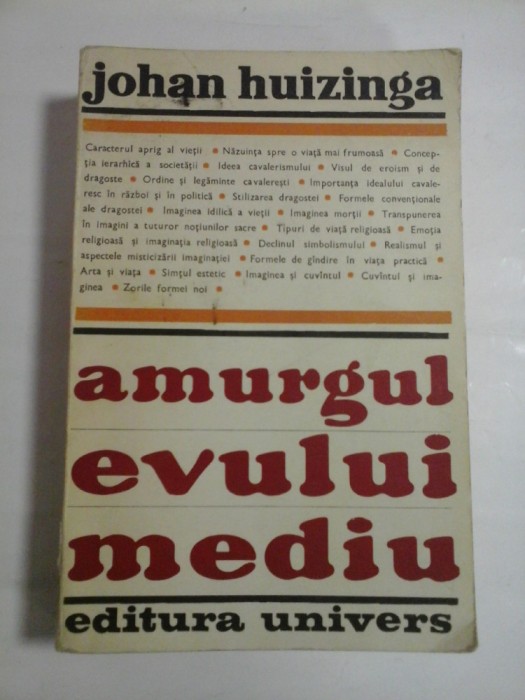 johan huizinga
Caracterul aprig al vieții • Năzuința spre o viață mai frumoasă • Concep-
ția ierarhică a societății • Ideea cavalerismului • Visul de eroism și de
dragoste • Ordine și legăminte cavalerești • Importanța idealului cavale-
resc în război și în politică • Stilizarea dragostei • Formele convenționale
ale dragostei • Imaginea idilică a vieții • Imaginea morții • Transpunerea
în imagini a tuturor noțiunilor sacre • Tipuri de viață religioasă • Emoția
religioasă și imaginația religioasă • Declinul simbolismului • Realismul și
aspectele misticizării imaginației • Formele de gîndire în viața practică •
Arta și viața • Simțul estetic • Imaginea și cuvîntul • Cuvîntul și ima-
ginea • Zorile formei noi •
amurgul
evului
mediu
editura univers